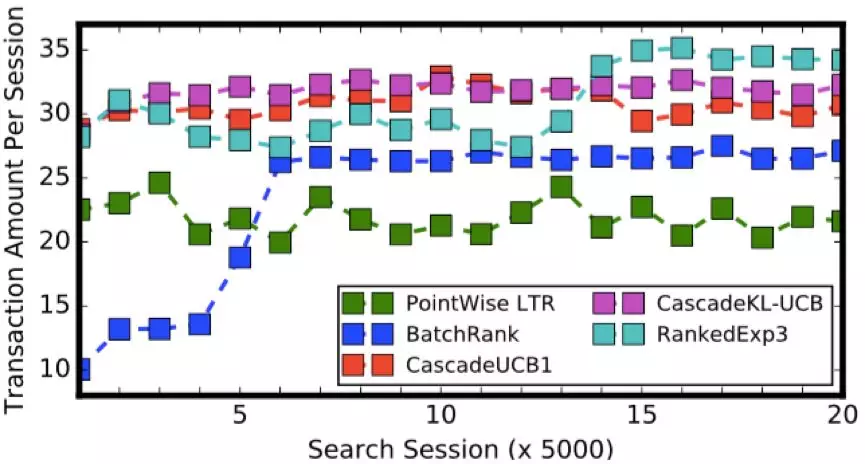 Transaction Amount Per Session
35
30
25
20
15
10
PointWise LTR
BatchRank
CascadeUCB1
CascadeKL-UCB
RankedExp3
5
10
15
20
Search Session (x 5000)